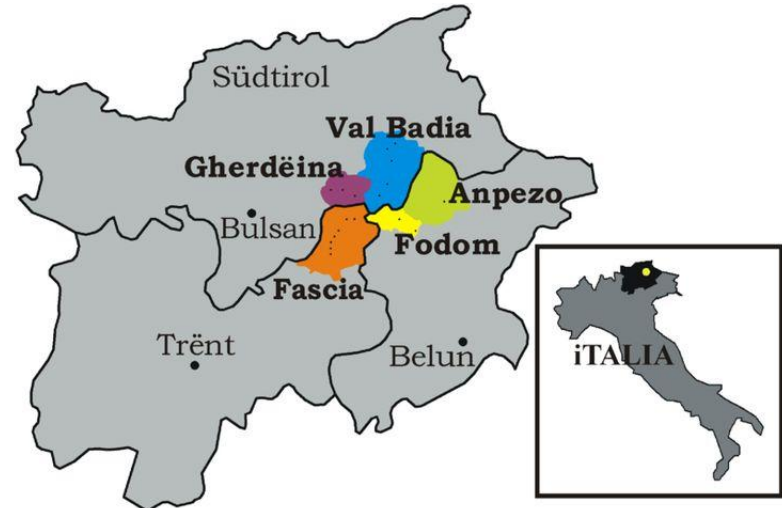 Südtirol
Val Badia
Gherdëina
Anpezo
Bulsan
Fodom
Fascia
Trënt
Belun
iTALIA